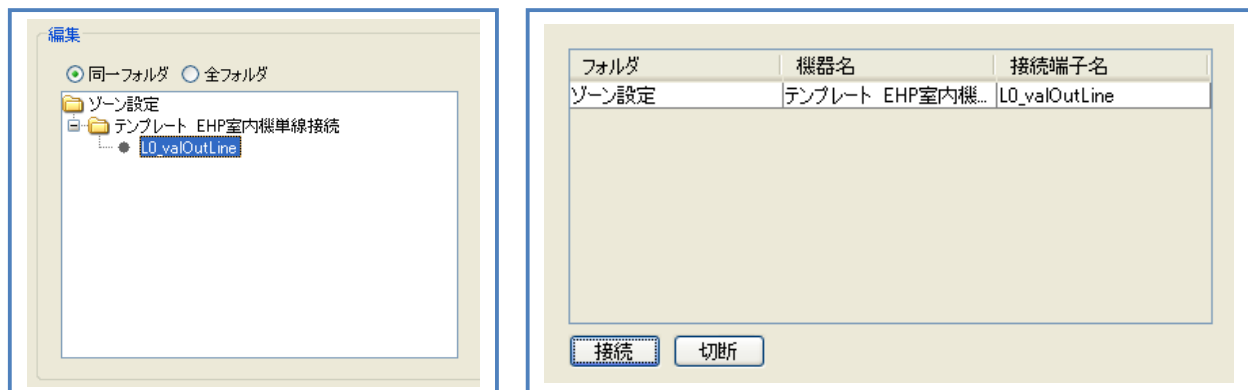 編集
同一フォルダ 全フォルダ
ゾーン設定
テンプレート EHP室内機単線接続
L0_valOutLine
フォルダ 機器名 接続端子名
ゾーン設定 テンプレート EHP室内機... L0_valOutLine
接続 切断